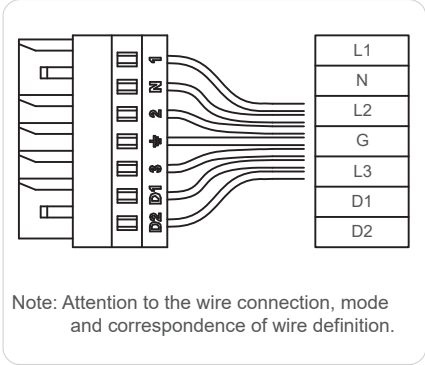 1
N
2
⏚
3
D1
D2
L1
N
L2
G
L3
D1
D2
Note: Attention to the wire connection, mode
and correspondence of wire definition.